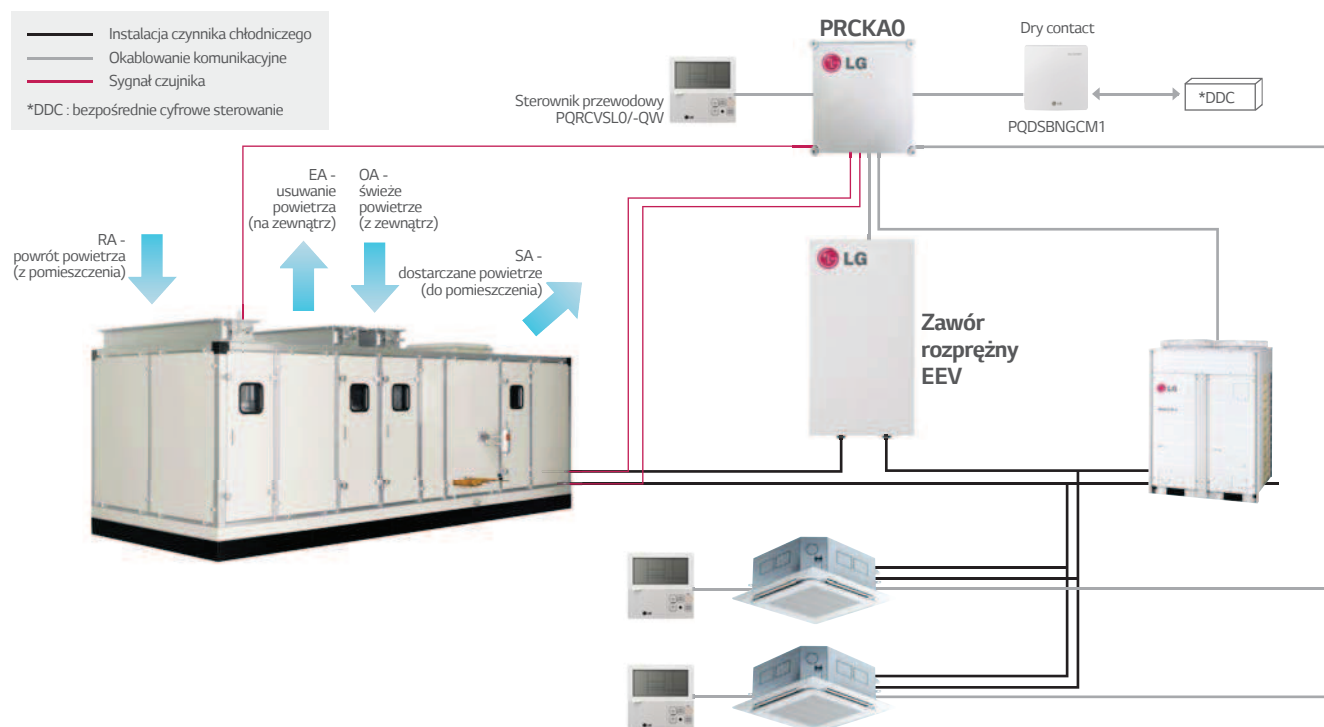 Instalacja czynnika chłodniczego
Okablowanie komunikacyjne
Sygnał czujnika
*DDC : bezpośrednie cyfrowe sterowanie
PRCKA0
LG
Sterownik przewodowy
PQRCVSL0/-QW
Dry contact
PQDSBNGCM1
*DDC
RA -
powrót powietrza
(z pomieszczenia)
EA -
usuwanie
powietrza
(na zewnątrz)
OA -
świeże
powietrze
(z zewnątrz)
SA -
dostarczane powietrze
(do pomieszczenia)
LG
Zawór
rozprężny
EEV
LG